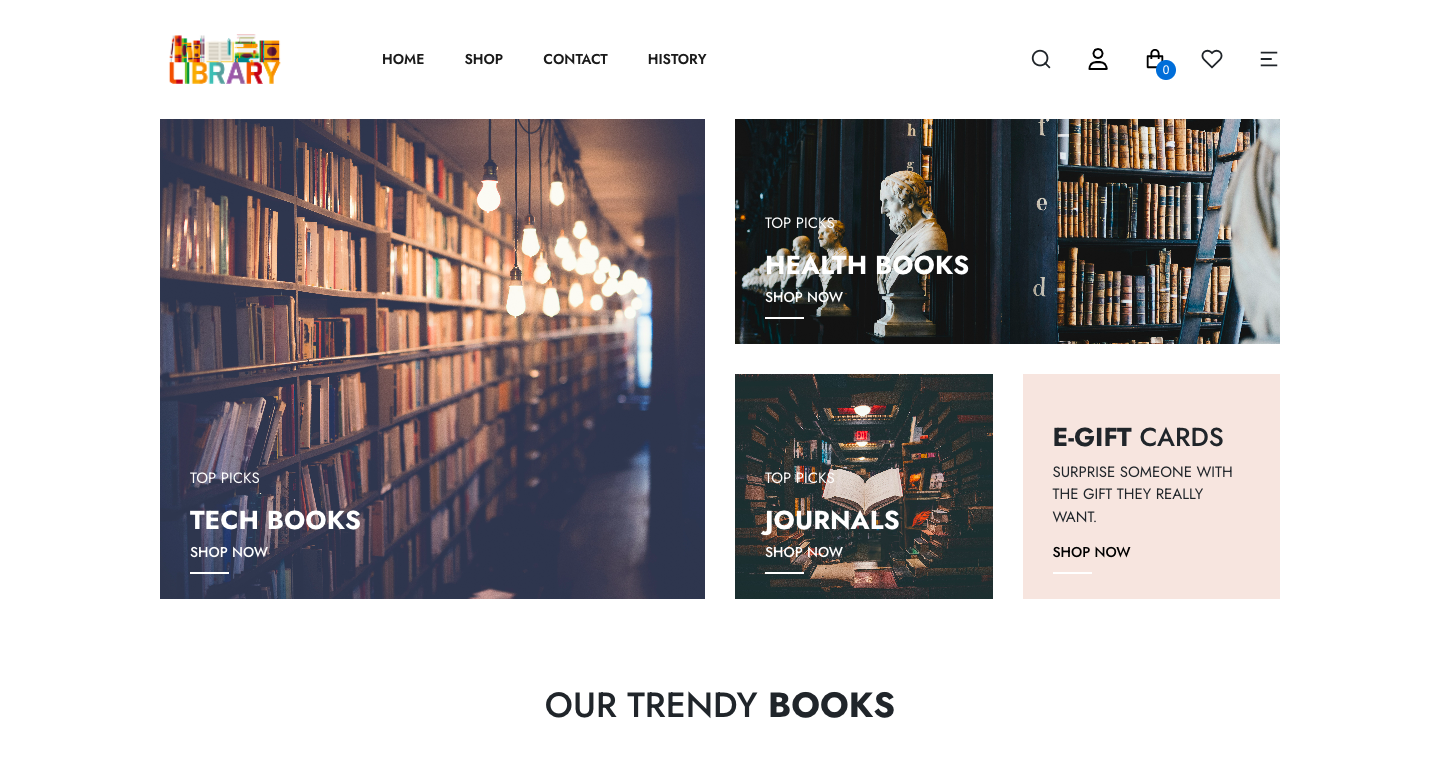 LIBRARY
HOME
SHOP
CONTACT
HISTORY
0
TOP PICKS
TECH BOOKS
SHOP NOW
h
g
f
e
d
TOP PICKS
HEALTH BOOKS
SHOP NOW
TOP PICKS
JOURNALS
SHOP NOW
E-GIFT CARDS
SURPRISE SOMEONE WITH
THE GIFT THEY REALLY
WANT.
SHOP NOW
OUR TRENDY BOOKS